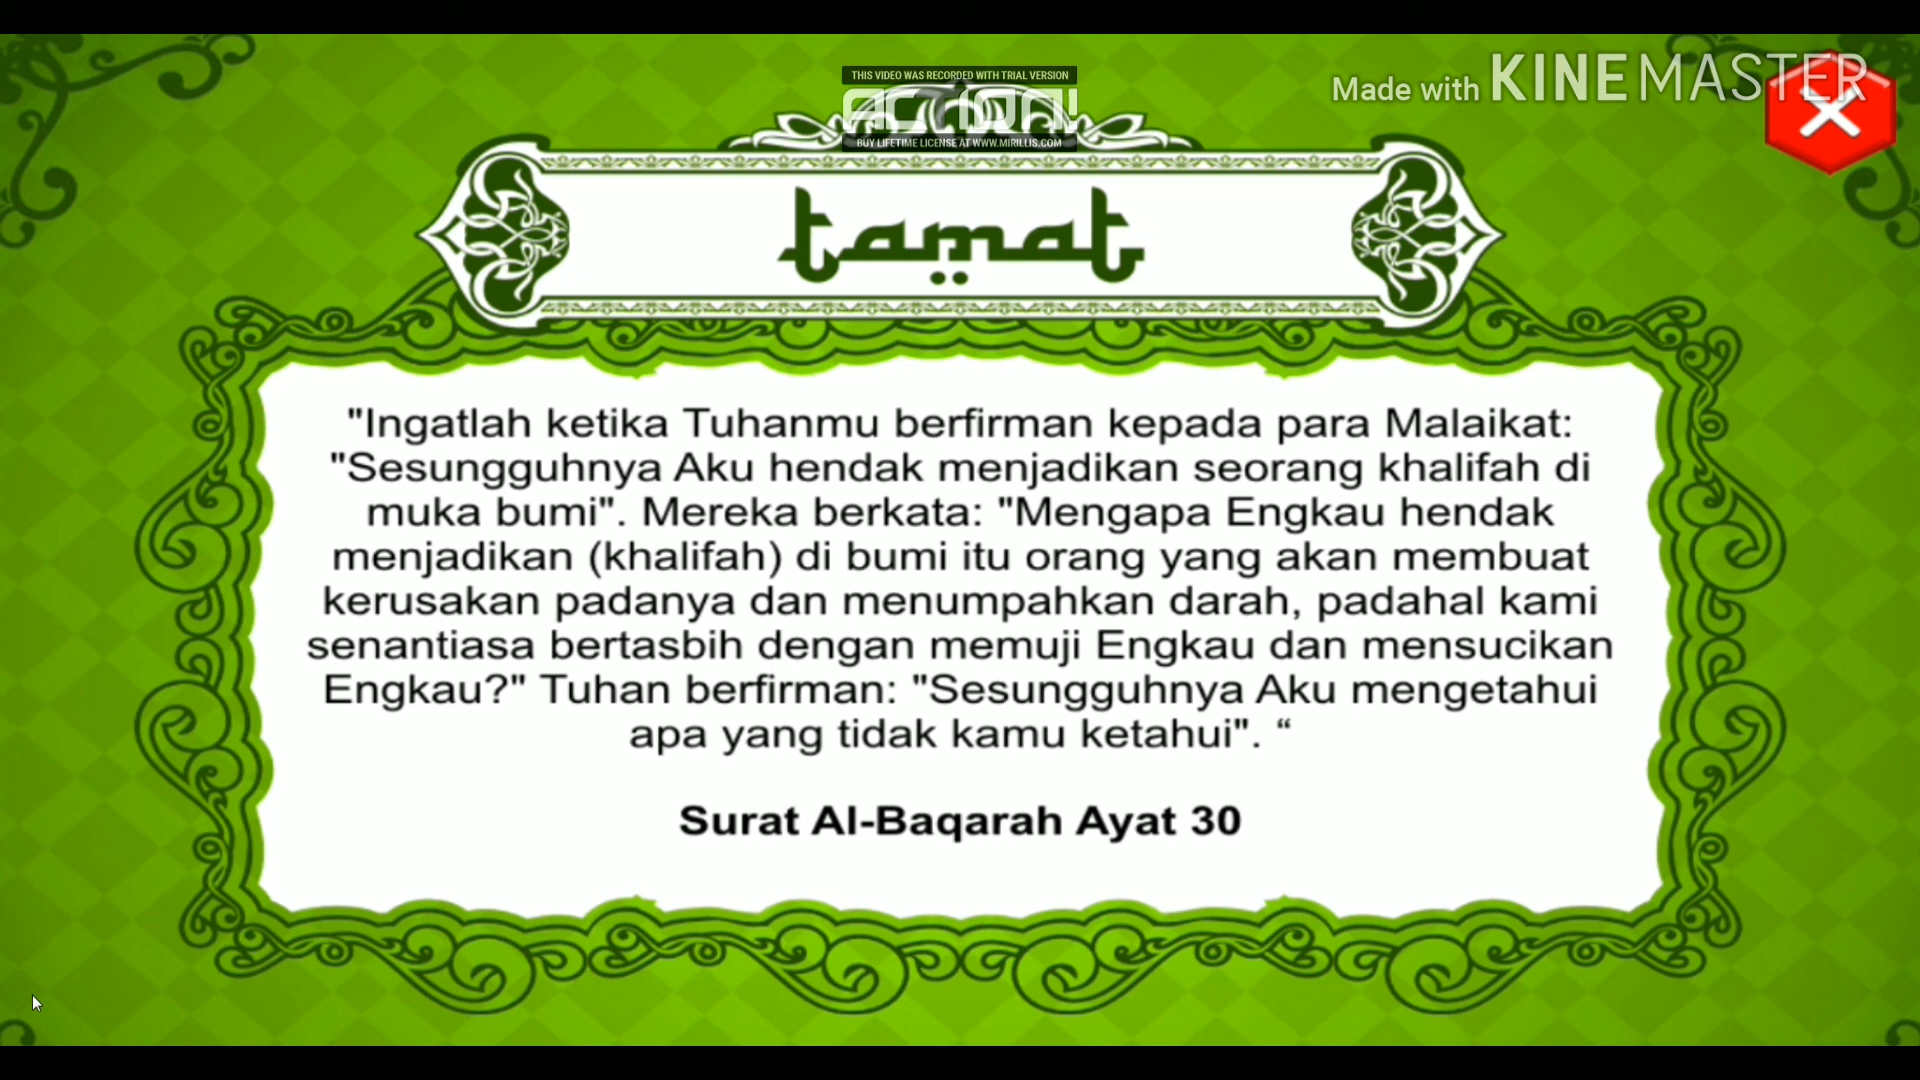 THIS VIDEO WAS RECORDED WITH TRIAL VERSION
ACTION!
BUY LIFETIME LICENSE AT WWW.MIRILLIS.COM
Made with KINEMASTER
tamat
"Ingatlah ketika Tuhanmu berfirman kepada para Malaikat:
"Sesungguhnya Aku hendak menjadikan seorang khalifah di
muka bumi". Mereka berkata: "Mengapa Engkau hendak
menjadikan (khalifah) di bumi itu orang yang akan membuat
kerusakan padanya dan menumpahkan darah, padahal kami
senantiasa bertasbih dengan memuji Engkau dan mensucikan
Engkau?" Tuhan berfirman: "Sesungguhnya Aku mengetahui
apa yang tidak kamu ketahui". “
Surat Al-Baqarah Ayat 30